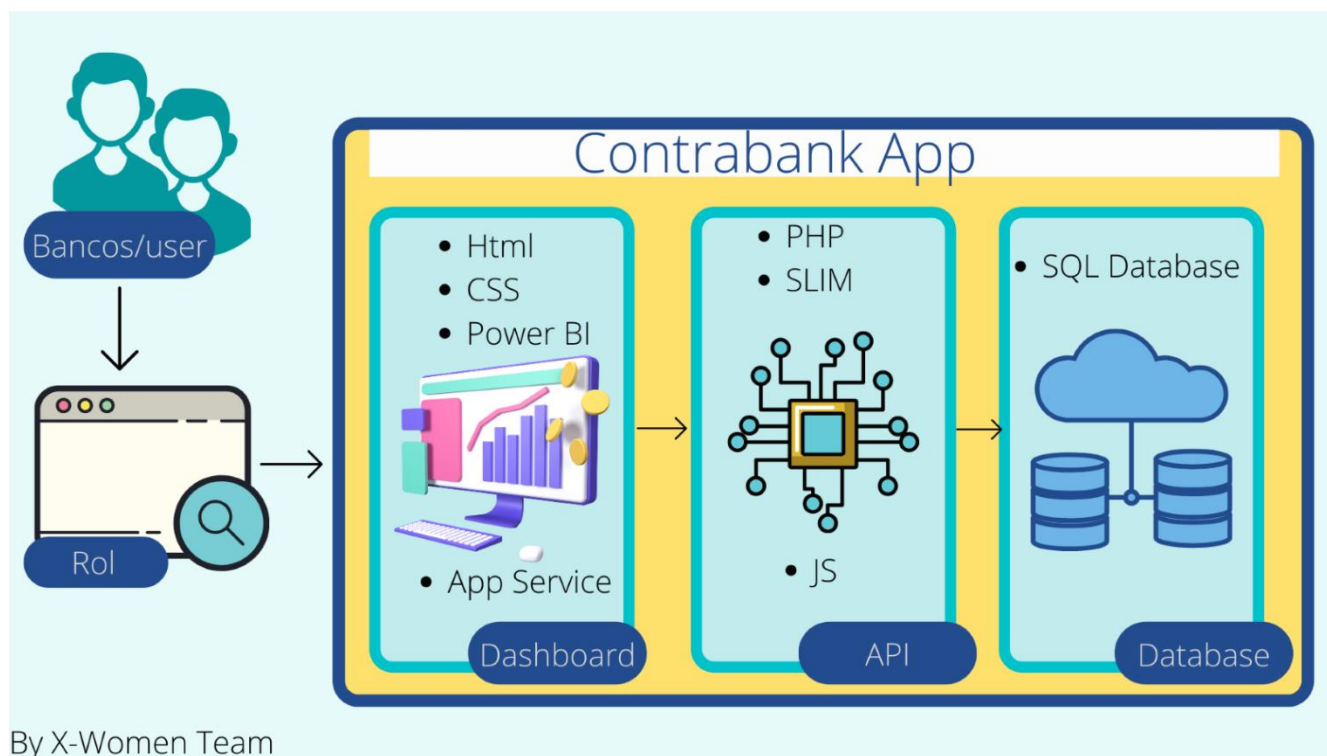 Contrabank App
Bancos/user
Rol
• Html
• CSS
• Power BI
• App Service
Dashboard
• PHP
• SLIM
• JS
API
• SQL Database
Database
By X-Women Team